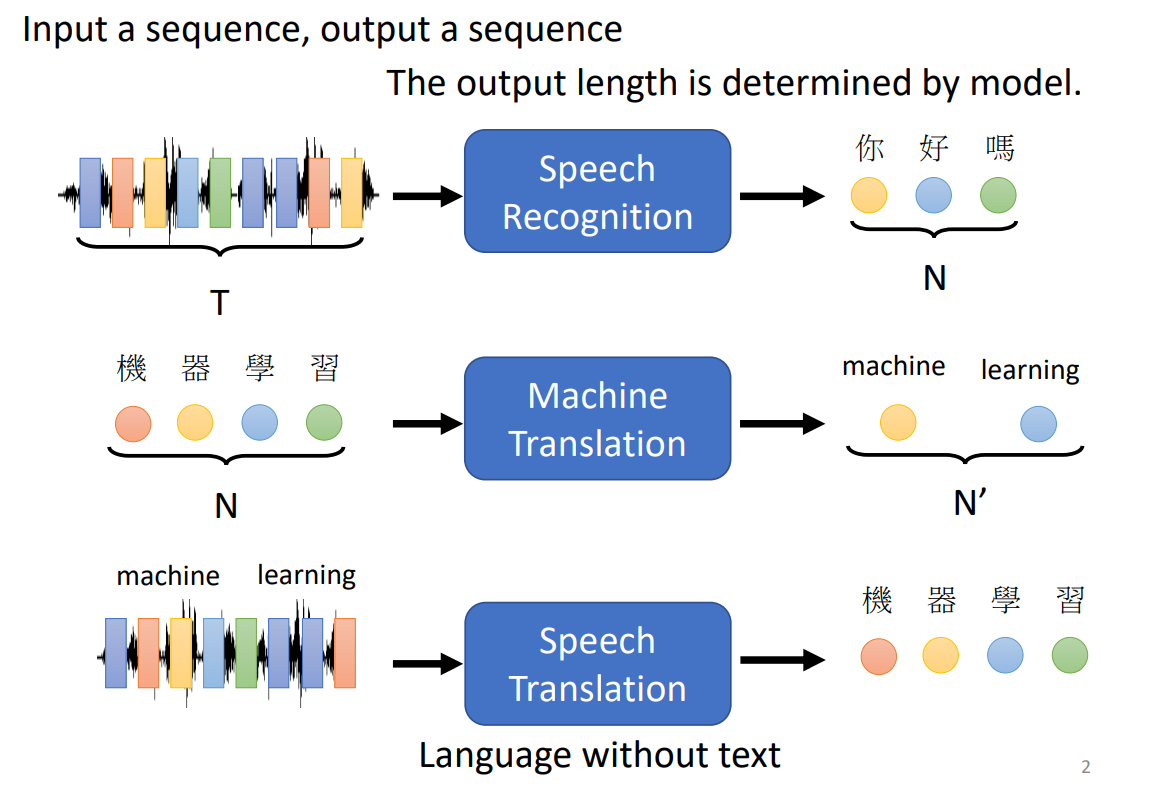 Input a sequence, output a sequence
The output length is determined by model.
Speech
Recognition
你 好 嗎
T
N
機 器 學 習
Machine
Translation
machine learning
N
N’
machine learning
Speech
Translation
機 器 學 習
Language without text
2